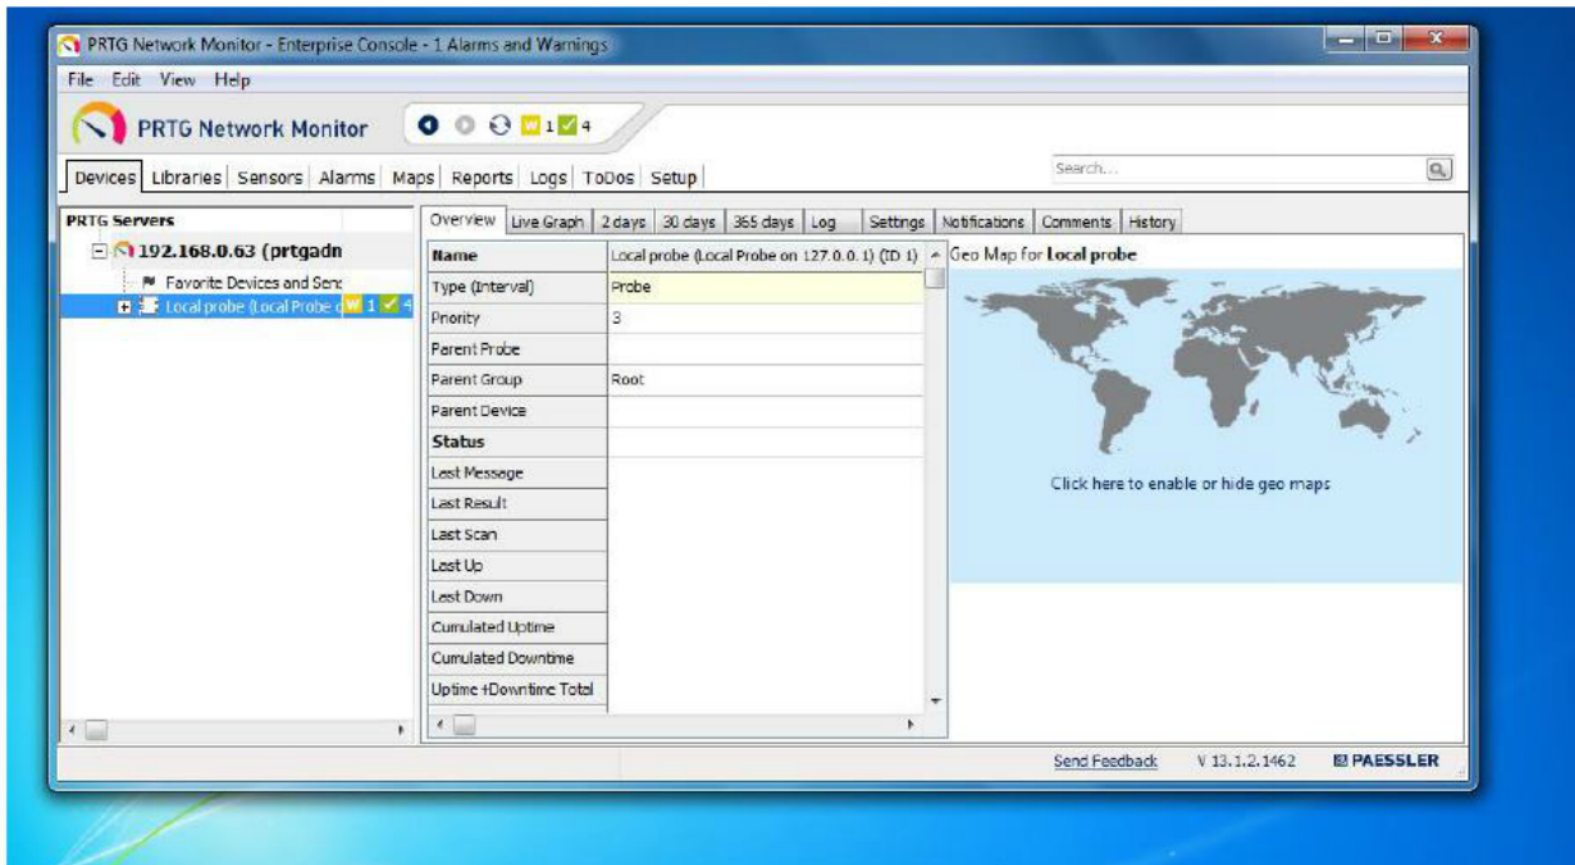 PRTG Network Monitor - Enterprise Console - 1 Alarms and Warnings
File Edit View Help
PRTG Network Monitor
W 1 4
Devices Libraries Sensors Alarms Maps Reports Logs ToDos Setup
Search...
PRTG Servers
192.168.0.63 (prtgadn
Favorite Devices and Sens
Local probe (Local Probe o W 1 4
Overview Live Graph 2 days 30 days 365 days Log Settings Notifications Comments History
Name Local probe (Local Probe on 127.0.0.1) (ID 1)
Type (Interval) Probe
Priority 3
Parent Probe
Parent Group Root
Parent Device
Status
Last Message
Last Result
Last Scan
Last Up
Last Down
Cumulated Uptime
Cumulated Downtime
Uptime+Downtime Total
Geo Map for Local probe
Click here to enable or hide geo maps
Send Feedback V 13.1.2.1462 PAESSLER